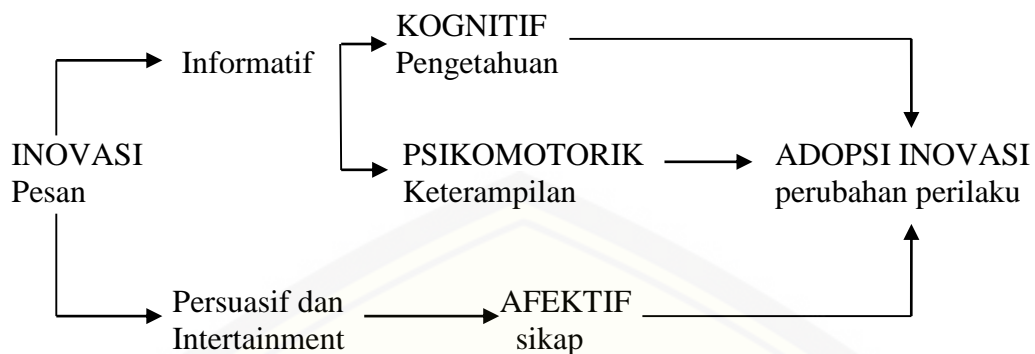 KOGNITIF
Pengetahuan
Informatif
INOVASI
Pesan
PSIKOMOTORIK
Keterampilan
ADOPSI INOVASI
perubahan perilaku
Persuasif dan
Intertainment
AFEKTIF
sikap